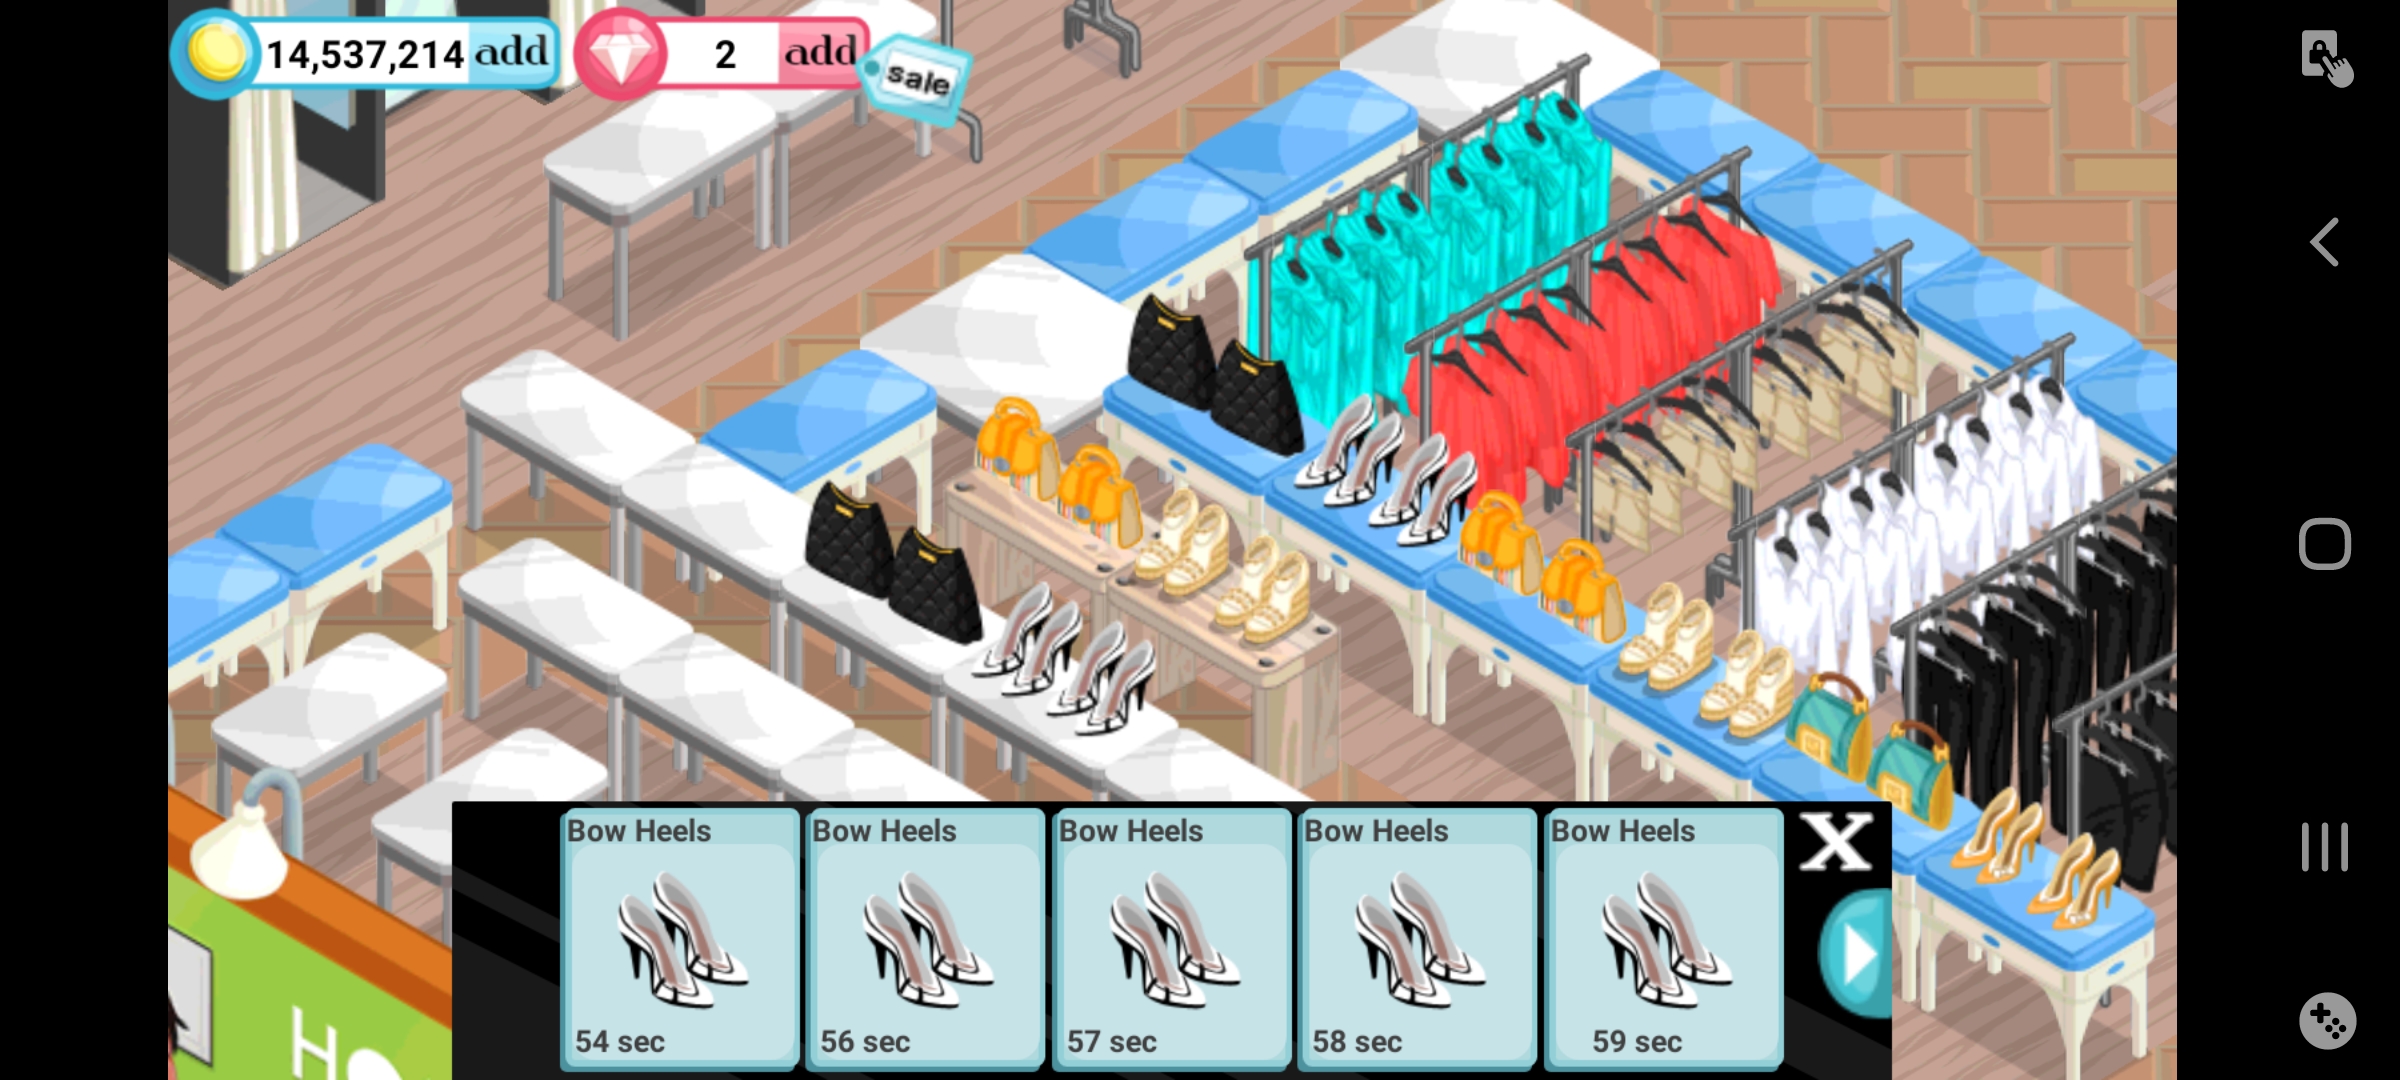 14,537,214 add
2 add
sale
Bow Heels
54 sec
Bow Heels
56 sec
Bow Heels
57 sec
Bow Heels
58 sec
Bow Heels
59 sec
X